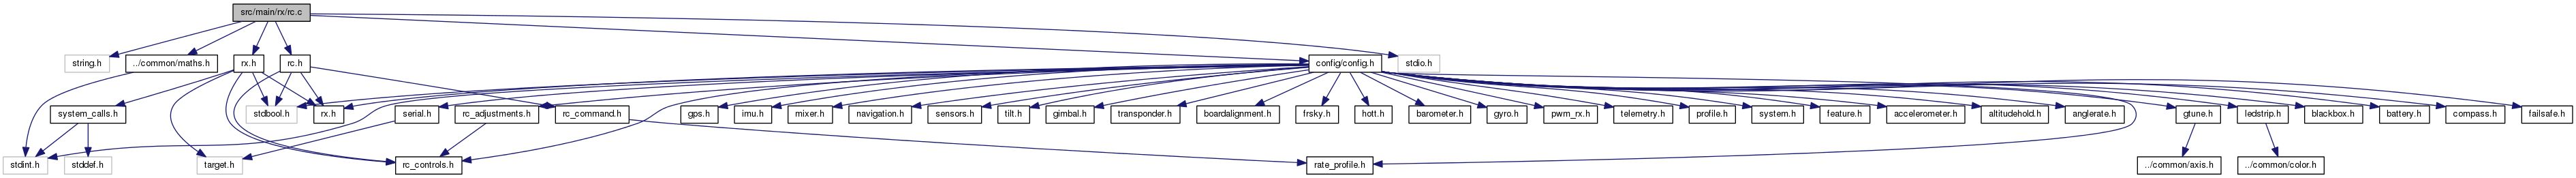 src/main/rx/rc.c
string.h
../common/maths.h
rx.h
rc.h
config/config.h
stdio.h
system_calls.h
stdbool.h
rx.h
serial.h
rc_adjustments.h
rc_command.h
gps.h
imu.h
mixer.h
navigation.h
sensors.h
tilt.h
gimbal.h
transponder.h
boardalignment.h
frsky.h
hott.h
barometer.h
gyro.h
pwm_rx.h
telemetry.h
profile.h
system.h
feature.h
accelerometer.h
altitudehold.h
anglerate.h
gtune.h
ledstrip.h
blackbox.h
battery.h
compass.h
failsafe.h
stdint.h
stddef.h
target.h
rc_controls.h
rate_profile.h
../common/axis.h
../common/color.h